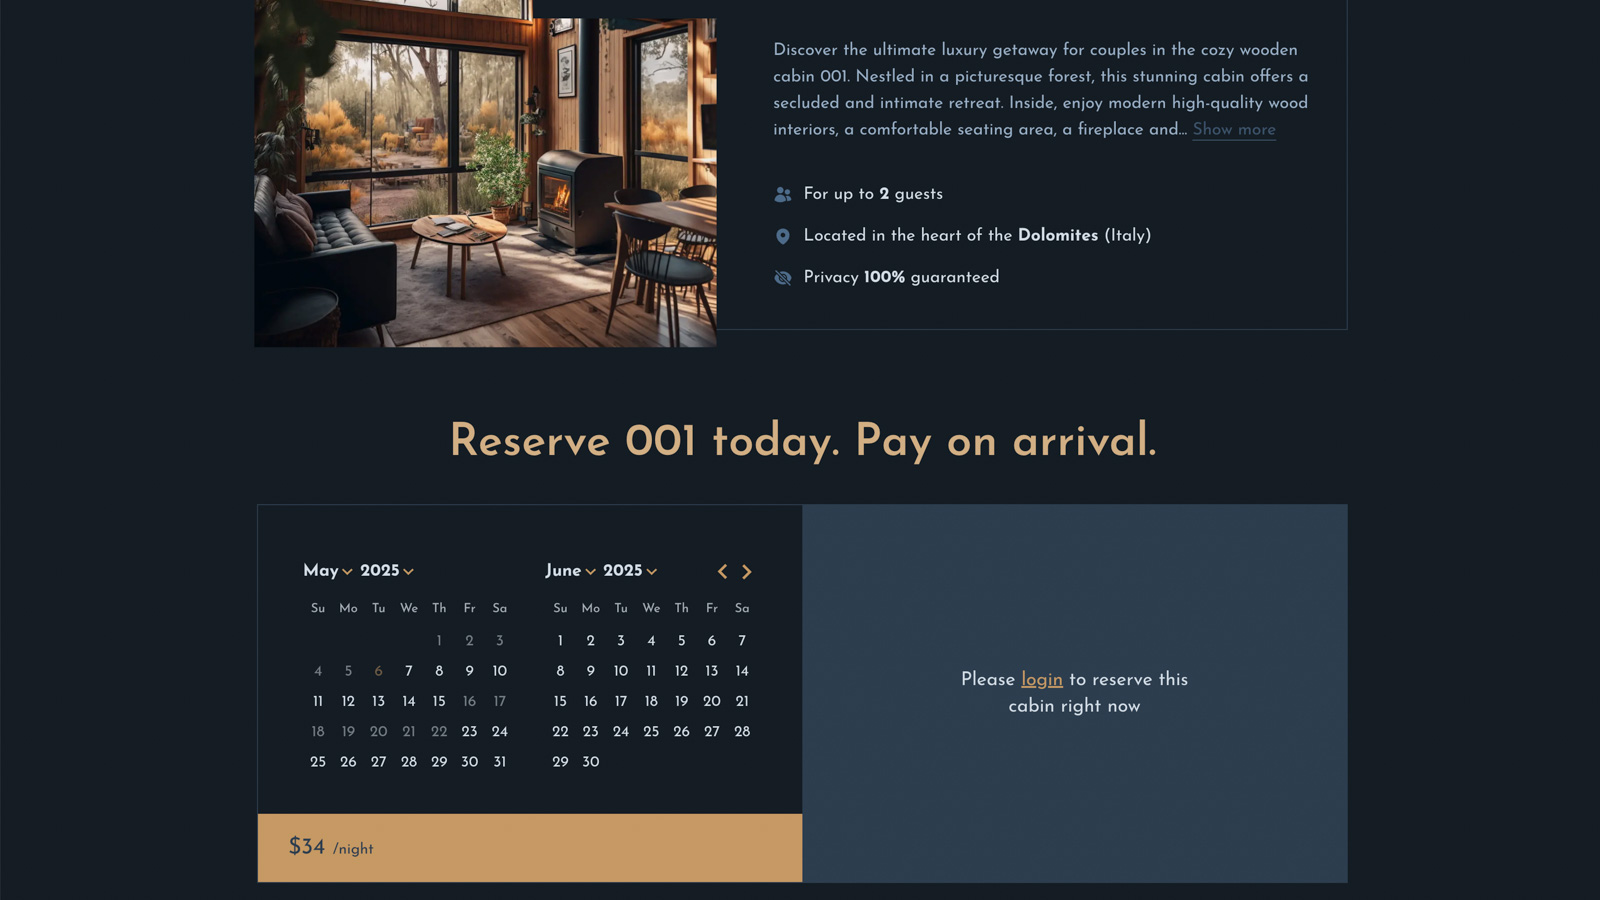 Discover the ultimate luxury getaway for couples in the cozy wooden
cabin 001. Nestled in a picturesque forest, this stunning cabin offers a
secluded and intimate retreat. Inside, enjoy modern high-quality wood
interiors, a comfortable seating area, a fireplace and... Show more
For up to 2 guests
Located in the heart of the Dolomites (Italy)
Privacy 100% guaranteed
Reserve 001 today. Pay on arrival.
May 2025
Su Mo Tu We Th Fr Sa
1 2 3
4 5 6 7 8 9 10
11 12 13 14 15 16 17
18 19 20 21 22 23 24
25 26 27 28 29 30 31
June 2025
Su Mo Tu We Th Fr Sa
1 2 3 4 5 6 7
8 9 10 11 12 13 14
15 16 17 18 19 20 21
22 23 24 25 26 27 28
29 30
$34 /night
Please login to reserve this
cabin right now